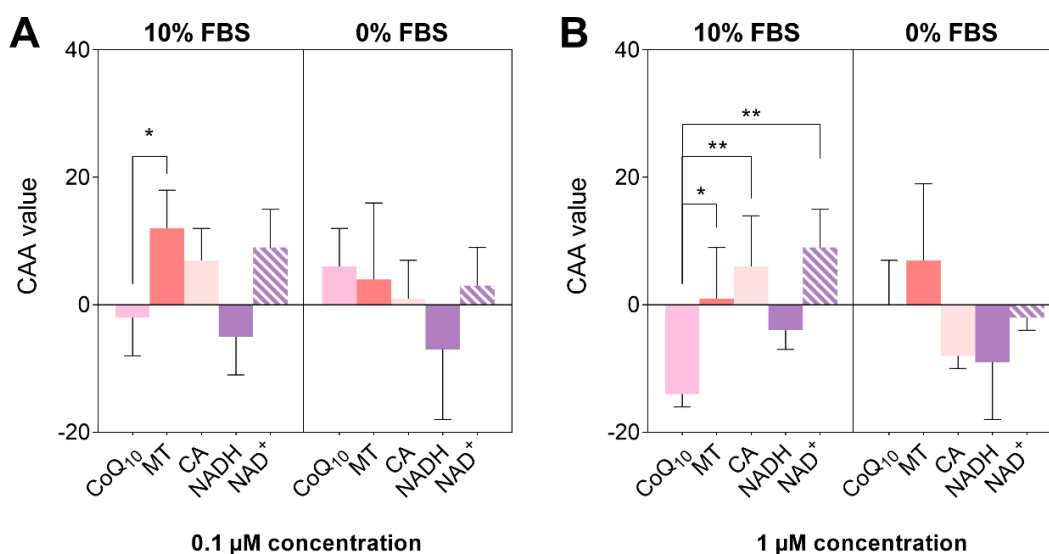 A
10% FBS
0% FBS
CAA value
40
20
0
-20
*
CoQ₁₀
MT
CA
NADH
NAD⁺
CoQ₁₀
MT
CA
NADH
NAD⁺
0.1 µM concentration
B
10% FBS
0% FBS
CAA value
40
20
0
-20
**
**
*
CoQ₁₀
MT
CA
NADH
NAD⁺
CoQ₁₀
MT
CA
NADH
NAD⁺
1 µM concentration